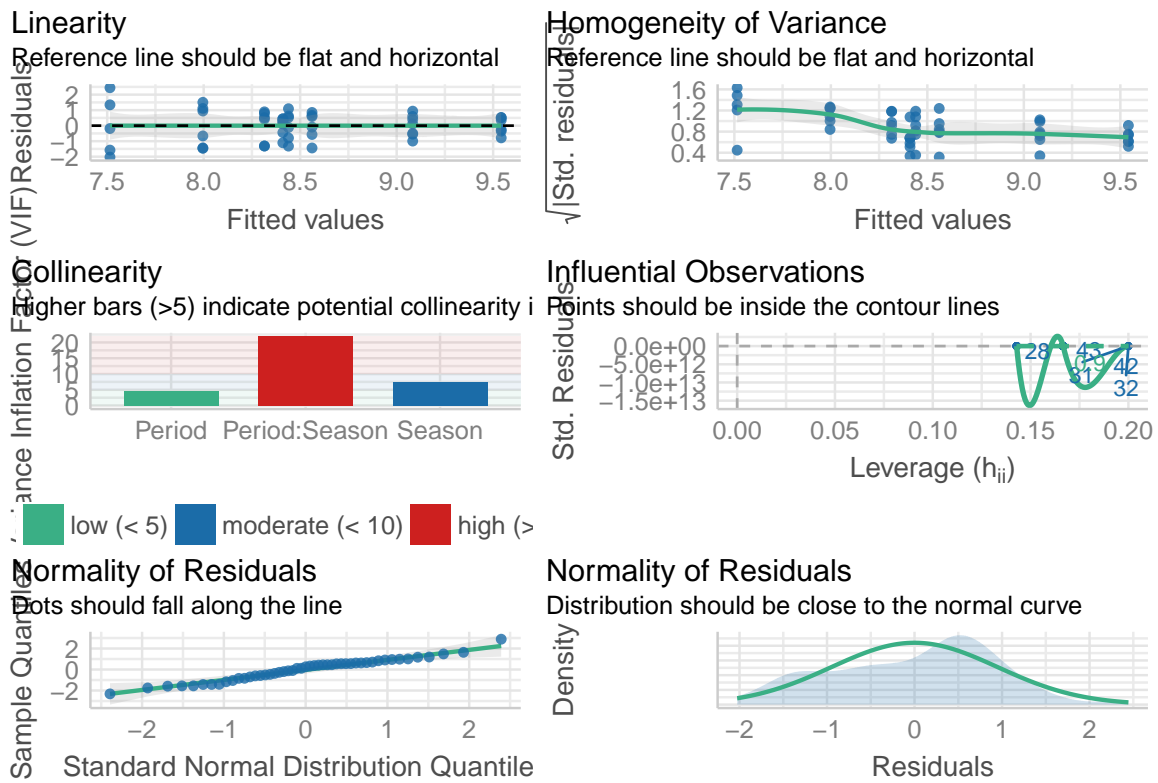 Linearity
Reference line should be flat and horizontal
Residuals
2
1
0
−1
−2
7.5 8.0 8.5 9.0 9.5
Fitted values
Homogeneity of Variance
Reference line should be flat and horizontal
√|Std. residuals|
1.6
1.2
0.8
0.4
7.5 8.0 8.5 9.0 9.5
Fitted values
Collinearity
Higher bars (>5) indicate potential collinearity i
iance Inflation Factor (VIF)
20
15
10
5
0
Period Period:Season Season
low (< 5) moderate (< 10) high (>
Influential Observations
Points should be inside the contour lines
Std. Residuals
0.0e+00
−5.0e+12
−1.0e+13
−1.5e+13
28 43
0.9
31 42
32
0.00 0.05 0.10 0.15 0.20
Leverage (hii)
Normality of Residuals
Dots should fall along the line
Sample Quantiles
2
0
−2
−2 −1 0 1 2
Standard Normal Distribution Quantile
Normality of Residuals
Distribution should be close to the normal curve
Density
−2 −1 0 1 2
Residuals